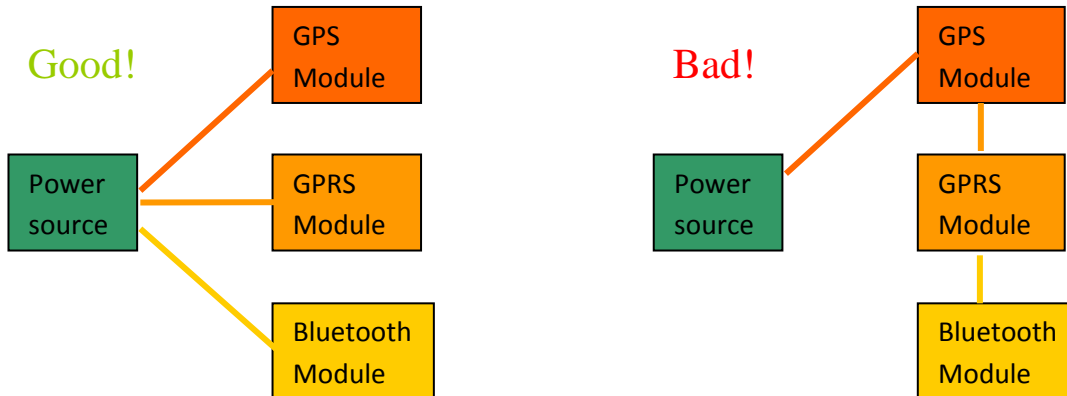 Good!
GPS
Module
Power
source
GPRS
Module
Bluetooth
Module
Bad!
GPS
Module
Power
source
GPRS
Module
Bluetooth
Module